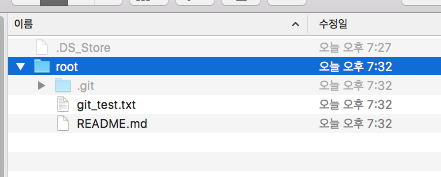 이름 수정일
.DS_Store 오늘 오후 7:27
root 오늘 오후 7:32
.git 오늘 오후 7:32
git_test.txt 오늘 오후 7:32
README.md 오늘 오후 7:32